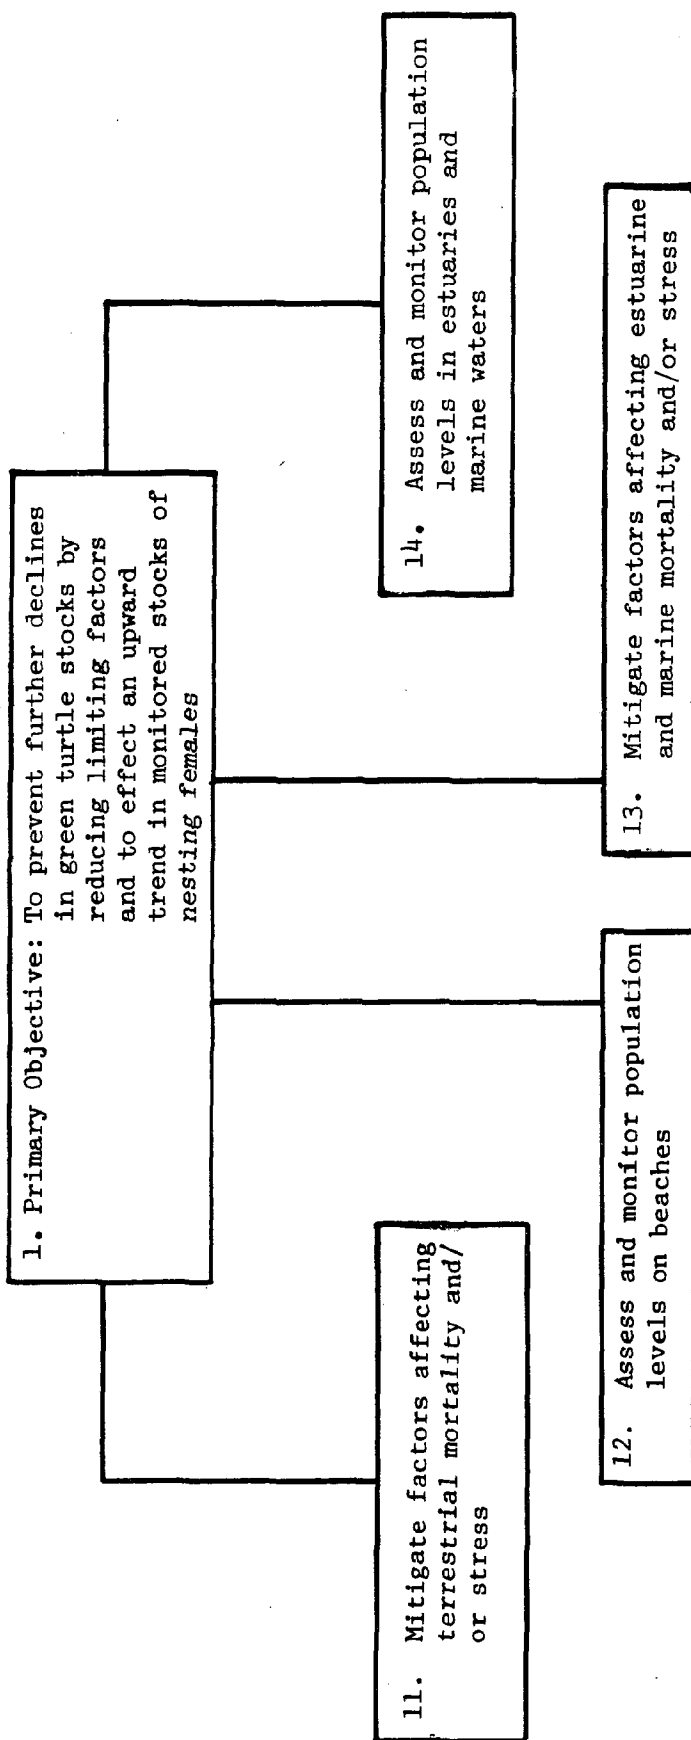 1. Primary Objective: To prevent further declines
in green turtle stocks by
reducing limiting factors
and to effect an upward
trend in monitored stocks of
nesting females
11. Mitigate factors affecting
terrestrial mortality and/
or stress
12. Assess and monitor population
levels on beaches
13. Mitigate factors affecting estuarine
and marine mortality and/or stress
14. Assess and monitor population
levels in estuaries and
marine waters